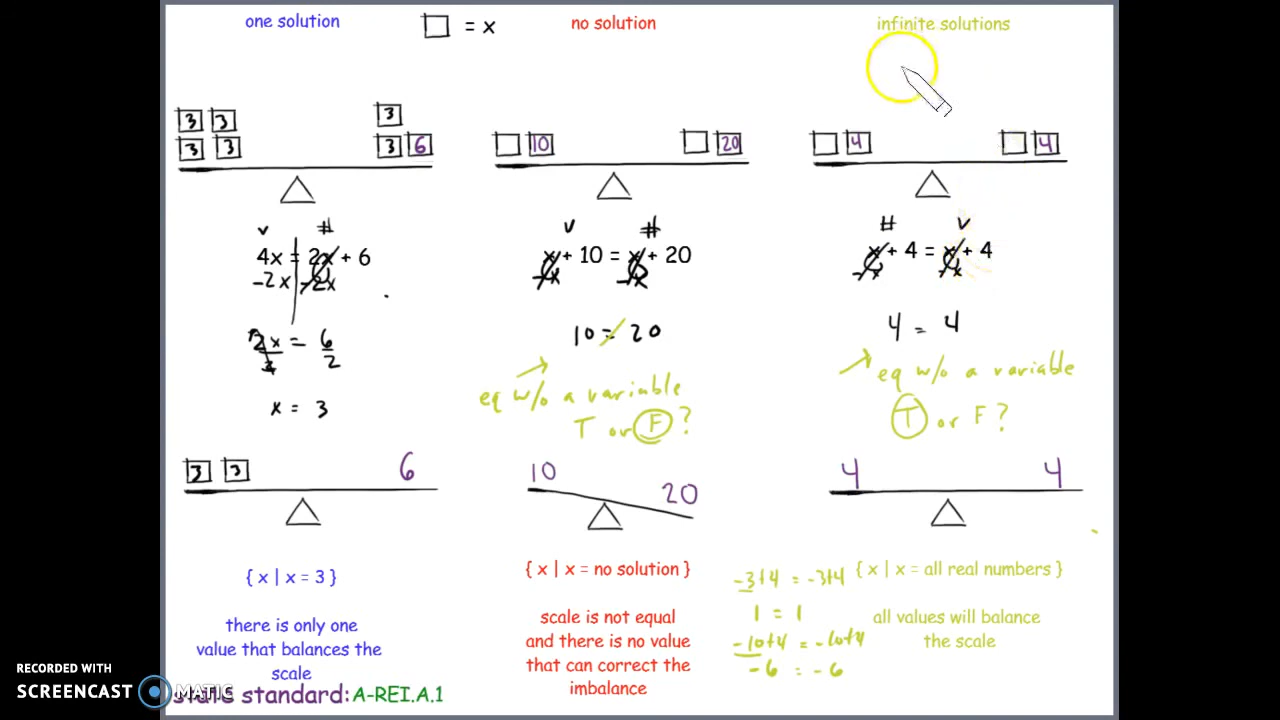 one solution
□ = x
no solution
infinite solutions
3 3
3 3
3
3 6
10
20
4
4
v #
4x = 2x + 6
-2x -2x
2x = 6
2 2
x = 3
v #
x + 10 = x + 20
-x -x
10 = 20
eq w/o a variable
T or F ?
# v
x + 4 = x + 4
-x -x
4 = 4
eq w/o a variable
T or F ?
3 3
6
10
20
4
4
{ x | x = 3 }
there is only one
value that balances the
scale
{ x | x = no solution }
scale is not equal
and there is no value
that can correct the
imbalance
-3+4 = -3+4
1 = 1
-10+4 = -10+4
-6 = -6
{ x | x = all real numbers }
all values will balance
the scale
RECORDED WITH
SCREENCAST MATIC
state standard: A-REI.A.1